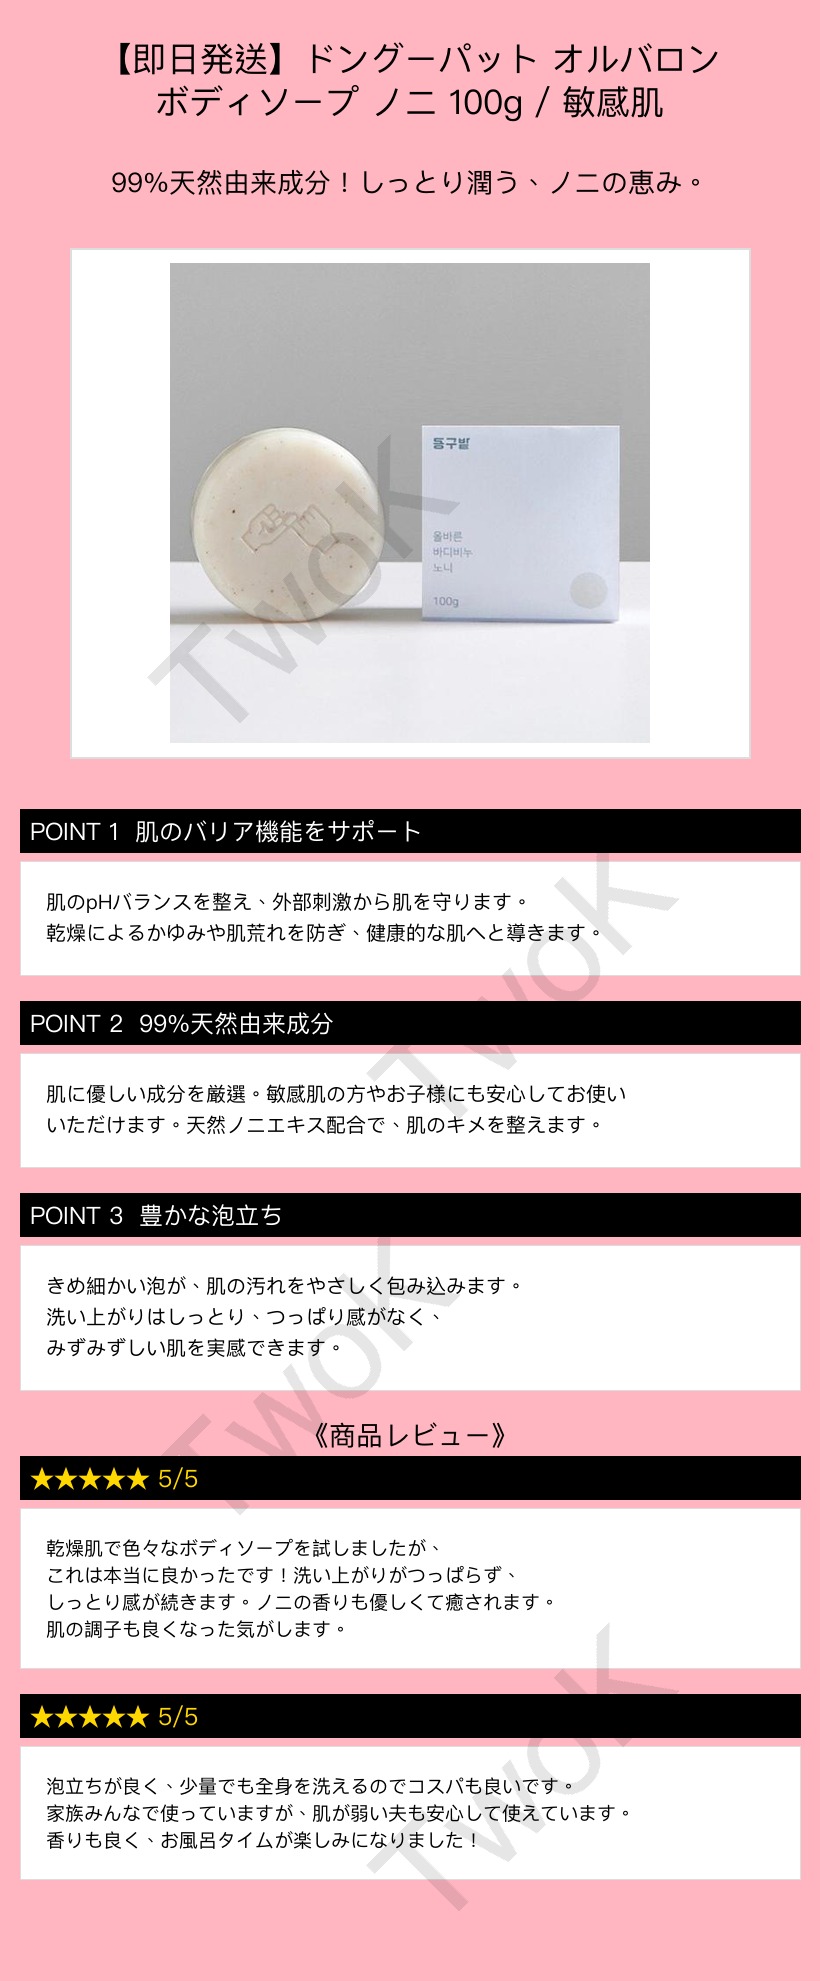 【即日発送】ドングーパット オルバロン
ボディソープ ノニ 100g / 敏感肌
99%天然由来成分！しっとり潤う、ノニの恵み。
동구밭
올바른
바디비누
노니
100g
TwoK
POINT 1 肌のバリア機能をサポート
肌のpHバランスを整え、外部刺激から肌を守ります。
乾燥によるかゆみや肌荒れを防ぎ、健康的な肌へと導きます。
TwoK
POINT 2 99%天然由来成分
肌に優しい成分を厳選。敏感肌の方やお子様にも安心してお使い
いただけます。天然ノニエキス配合で、肌のキメを整えます。
POINT 3 豊かな泡立ち
きめ細かい泡が、肌の汚れをやさしく包み込みます。
洗い上がりはしっとり、つっぱり感がなく、
みずみずしい肌を実感できます。
TwoK
《商品レビュー》
★★★★★ 5/5
乾燥肌で色々なボディソープを試しましたが、
これは本当に良かったです！洗い上がりがつっぱらず、
しっとり感が続きます。ノニの香りも優しくて癒されます。
肌の調子も良くなった気がします。
★★★★★ 5/5
泡立ちが良く、少量でも全身を洗えるのでコスパも良いです。
家族みんなで使っていますが、肌が弱い夫も安心して使えています。
香りも良く、お風呂タイムが楽しみになりました！
TwoK